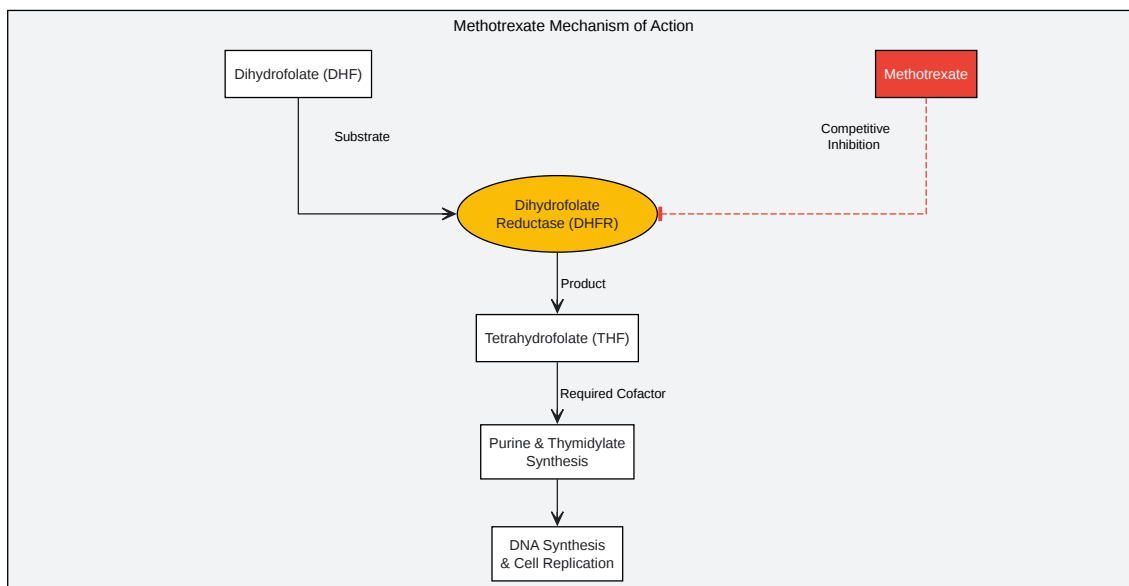 Methotrexate Mechanism of Action
Dihydrofolate (DHF)
Methotrexate
Substrate
Competitive
Inhibition
Dihydrofolate
Reductase (DHFR)
Product
Tetrahydrofolate (THF)
Required Cofactor
Purine & Thymidylate
Synthesis
DNA Synthesis
& Cell Replication